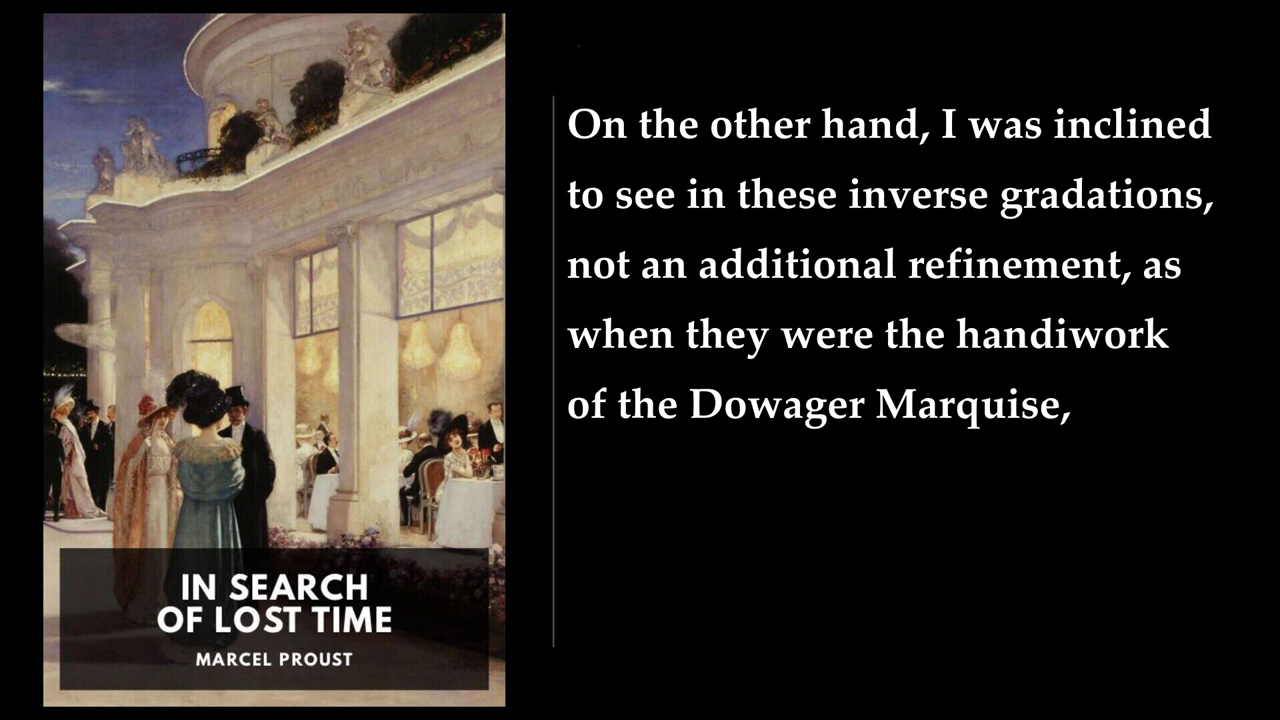 On the other hand, I was inclined
to see in these inverse gradations,
not an additional refinement, as
when they were the handiwork
of the Dowager Marquise,
IN SEARCH
OF LOST TIME
MARCEL PROUST